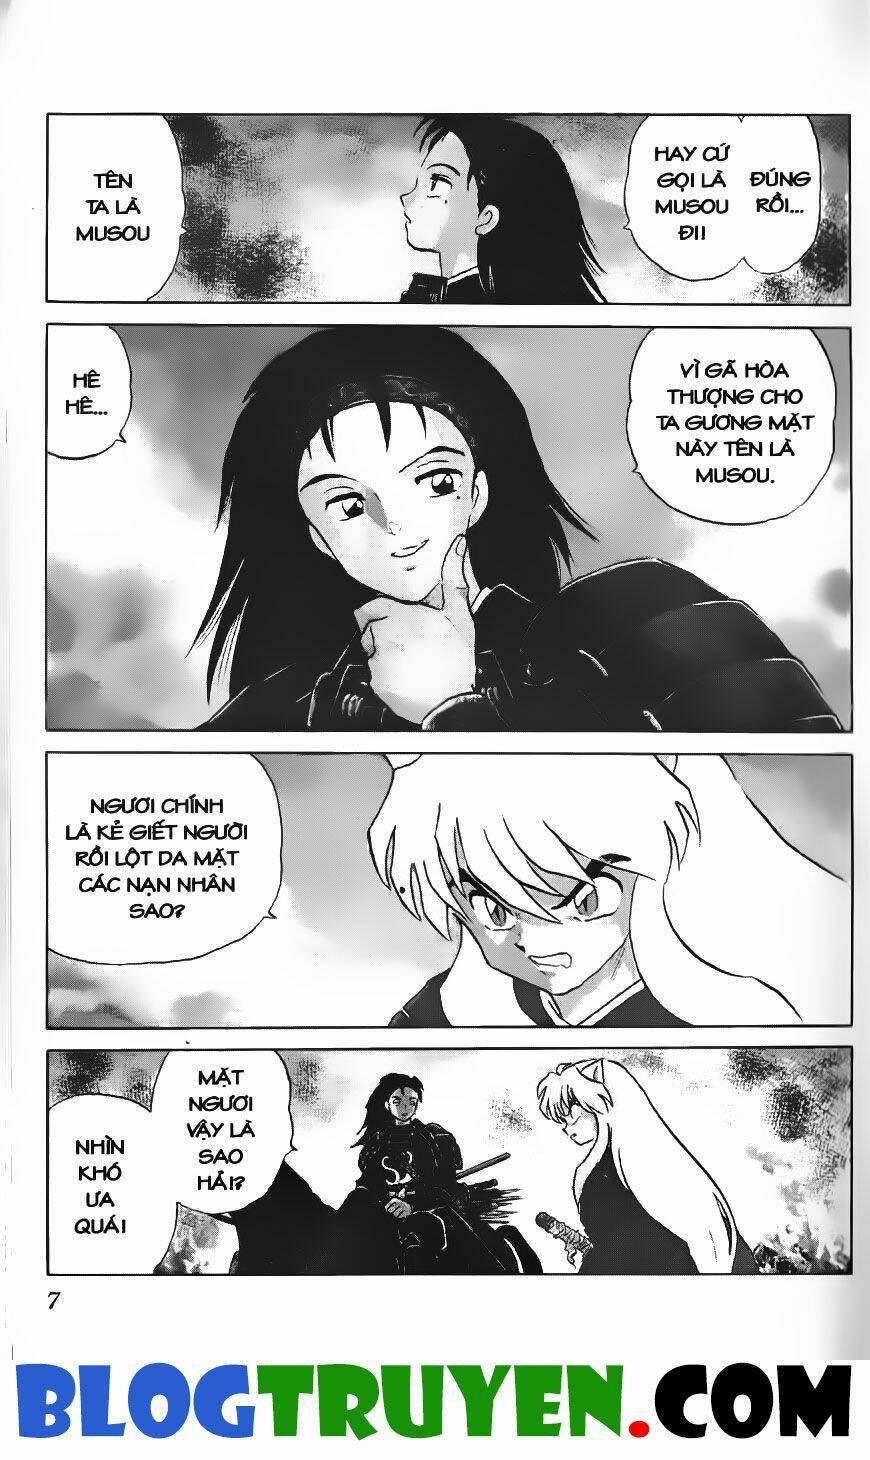 ĐÚNG
RỒI...
HAY CỨ
GỌI LÀ
MUSOU
ĐI!
TÊN
TA LÀ
MUSOU
VÌ GÃ HÒA
THƯỢNG CHO
TA GƯƠNG MẶT
NÀY TÊN LÀ
MUSOU.
HÊ
HÊ...
NGƯƠI CHÍNH
LÀ KẺ GIẾT NGƯỜI
RỒI LỘT DA MẶT
CÁC NẠN NHÂN
SAO?
MẶT
NGƯƠI
VẬY LÀ
SAO
HẢ!?
NHÌN
KHÓ
ƯA
QUÁ!
7
BLOGTRUYEN.COM